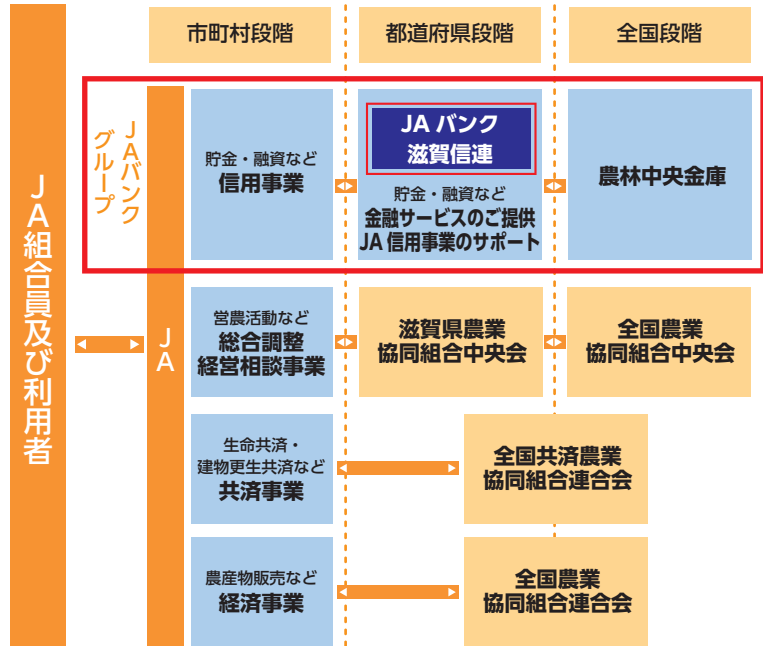 市町村段階
都道府県段階
全国段階
JA組合員及び利用者
JAバンク
グループ
JA
貯金・融資など
信用事業
JA バンク
滋賀信連
貯金・融資など
金融サービスのご提供
JA 信用事業のサポート
農林中央金庫
営農活動など
総合調整
経営相談事業
滋賀県農業
協同組合中央会
全国農業
協同組合中央会
生命共済・
建物更生共済など
共済事業
全国共済農業
協同組合連合会
農産物販売など
経済事業
全国農業
協同組合連合会